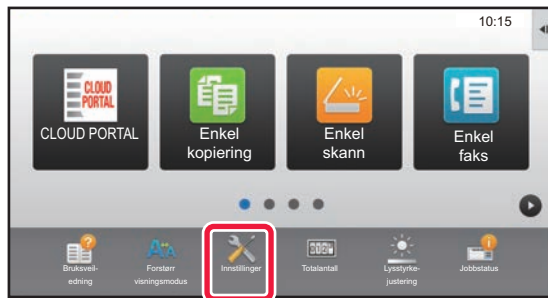 10:15
CLOUD
PORTAL
CLOUD PORTAL
Enkel
kopiering
Enkel
skann
Enkel
faks
Bruksveil-
edning
Forstørr
visningsmodus
Innstillinger
Totalantall
Lysstyrke-
justering
Jobbstatus